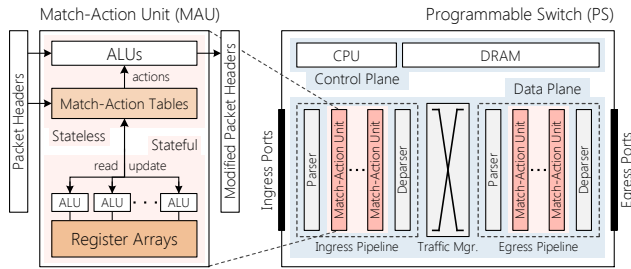 Match-Action Unit (MAU)
Packet Headers
ALUs
actions
Match-Action Tables
Stateless
Stateful
read
update
ALU
ALU
...
ALU
Register Arrays
Modified Packet Headers
Programmable Switch (PS)
CPU
DRAM
Control Plane
Data Plane
Ingress Ports
Parser
Match-Action Unit
...
Match-Action Unit
Deparser
Ingress Pipeline
Traffic Mgr.
Parser
Match-Action Unit
...
Match-Action Unit
Deparser
Egress Pipeline
Egress Ports